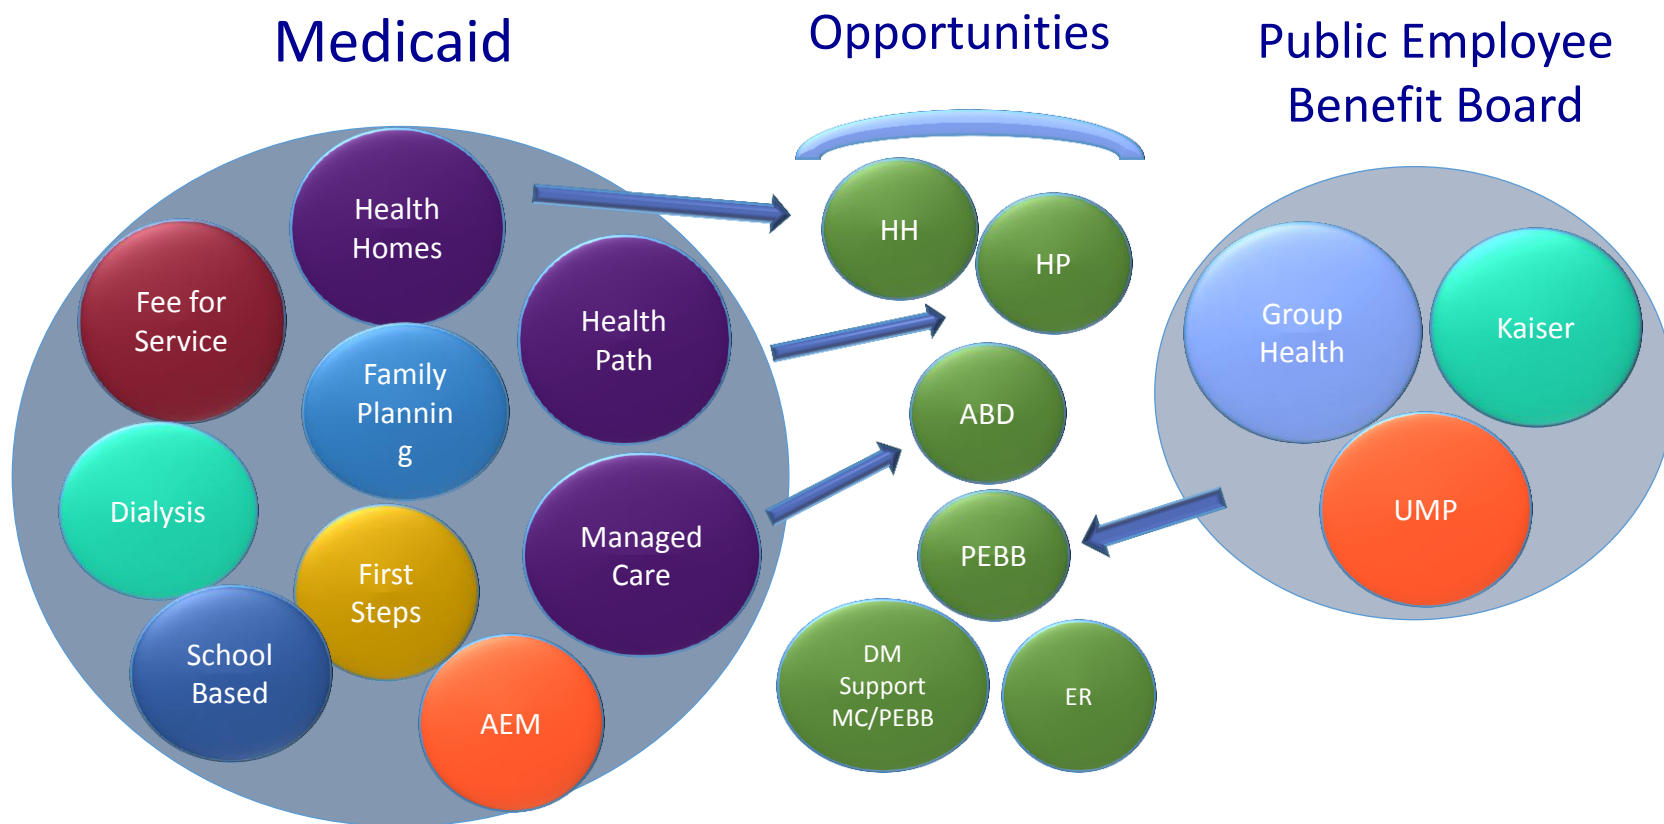 Medicaid
Opportunities
Public Employee
Benefit Board
Health
Homes
Fee for
Service
Health
Path
Family
Plannin
g
Dialysis
Managed
Care
First
Steps
School
Based
AEM
HH
HP
ABD
PEBB
DM
Support
MC/PEBB
ER
Group
Health
Kaiser
UMP